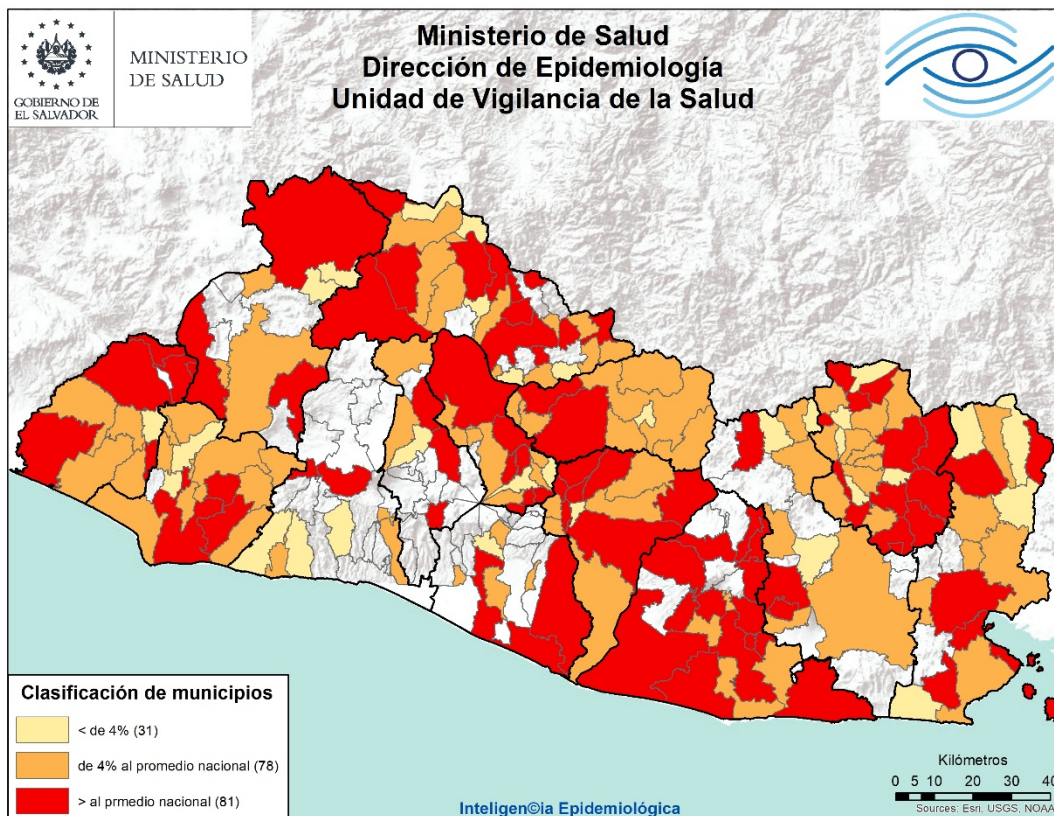 Ministerio de Salud
Dirección de Epidemiología
Unidad de Vigilancia de la Salud
GOBIERNO DE
EL SALVADOR
MINISTERIO
DE SALUD
Clasificación de municipios
< de 4% (31)
de 4% al promedio nacional (78)
> al prmedio nacional (81)
Inteligen©ia Epidemiológica
Kilómetros
0 5 10 20 30 40
Sources: Esri, USGS, NOAA